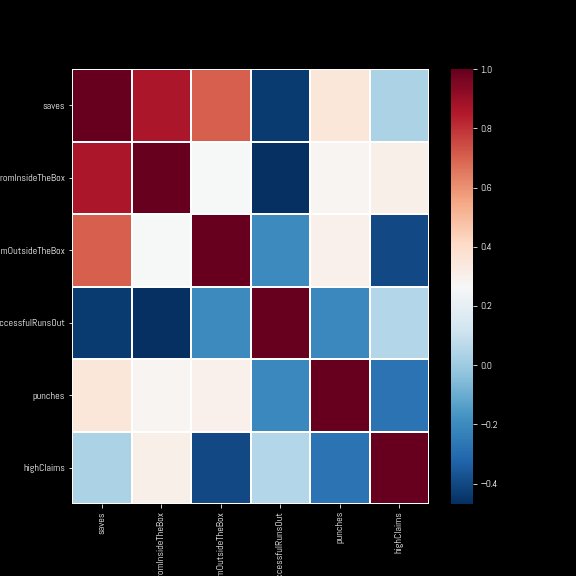 saves
romInsideTheBox
mOutsideTheBox
ccessfulRunsOut
punches
highClaims
saves
omInsideTheBox
mOutsideTheBox
ccessfulRunsOut
punches
highClaims
1.0
0.8
0.6
0.4
0.2
0.0
−0.2
−0.4